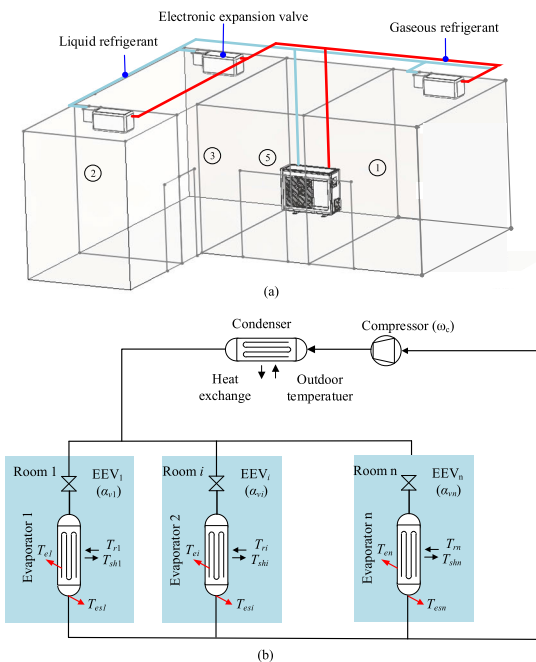 Electronic expansion valve
Liquid refrigerant
Gaseous refrigerant
3
5
1
2
(a)
Condenser
Compressor (ωc)
Heat exchange
Outdoor temperatuer
Room 1
EEV1
(αv1)
Room i
EEVi
(αvi)
Room n
EEVn
(αvn)
Evaporator 1
Te1
Tr1
Tsh1
Tes1
Evaporator 2
Tei
Tri
Tshi
Tesi
Evaporator n
Ten
Trn
Tshn
Tesn
(b)